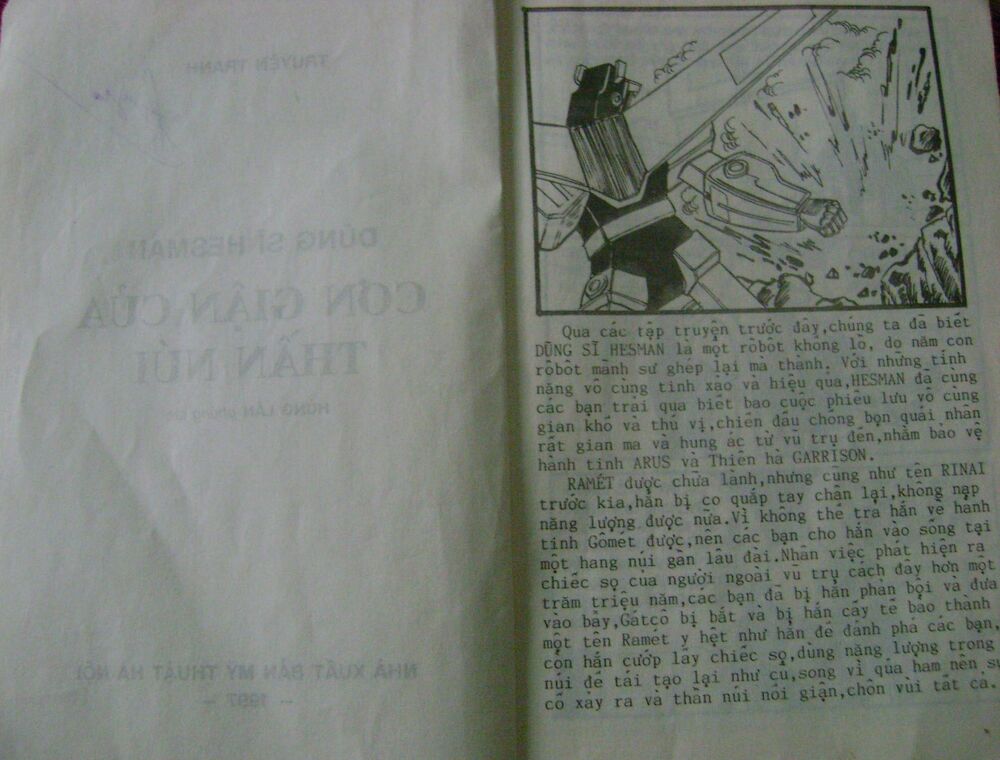 TRUYỆN TRANH
DŨNG SĨ HESMAN
CƠN GIẬN CỦA
THẦN NÚI
HÙNG LÂN phóng tác
NHÀ XUẤT BẢN MỸ THUẬT HÀ NỘI
– 1997 –
Qua các tập truyện trước đây,chúng ta đã biết
DŨNG SĨ HESMAN là một rôbôt khổng lồ, do năm con
rôbôt mãnh sư ghép lại mà thành. Với những tính
năng vô cùng tinh xảo và hiệu quả,HESMAN đã cùng
các bạn trải qua biết bao cuộc phiêu lưu vô cùng
gian khổ và thú vị,chiến đấu chống bọn quái nhân
rất gian ma và hung ác từ vũ trụ đến,nhằm bảo vệ
hành tinh ARUS và Thiên hà GARRISON.
RAMÉT được chữa lành,nhưng cũng như tên RINAI
trước kia,hắn bị co quắp tay chân lại,không nạp
năng lượng được nữa.Vì không thể trả hắn về hành
tinh Gômét được,nên các bạn cho hắn vào sống tại
một hang núi gần lâu đài.Nhân việc phát hiện ra
chiếc sọ của người ngoài vũ trụ cách đây hơn một
trăm triệu năm,các bạn đã bị hắn phản bội và đưa
vào bẫy,Gátcô bị bắt và bị hắn cấy tế bào thành
một tên Ramét y hệt như hắn để đánh phá các bạn,
còn hắn cướp lấy chiếc sọ,dùng năng lượng trong
núi để tái tạo lại như cũ,song vì quá ham nên sự
cố xảy ra và thần núi nổi giận,chôn vùi tất cả.